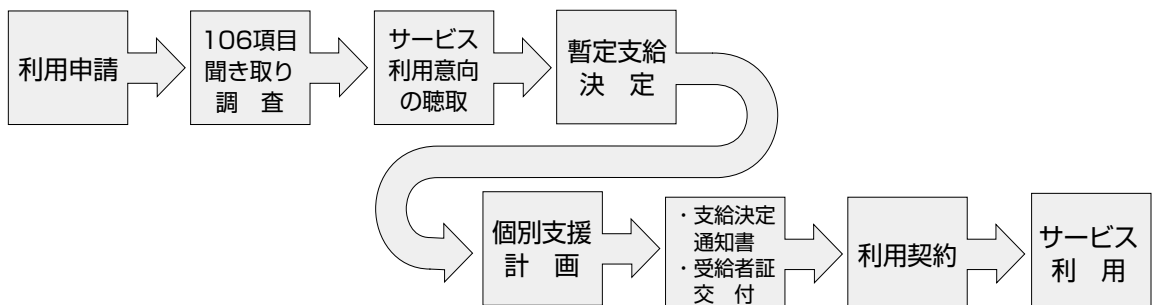 利用申請
106項目
聞き取り
調　査
サービス
利用意向
の聴取
暫定支給
決　定
個別支援
計　画
・支給決定
通知書
・受給者証
交　付
利用契約
サービス
利　用